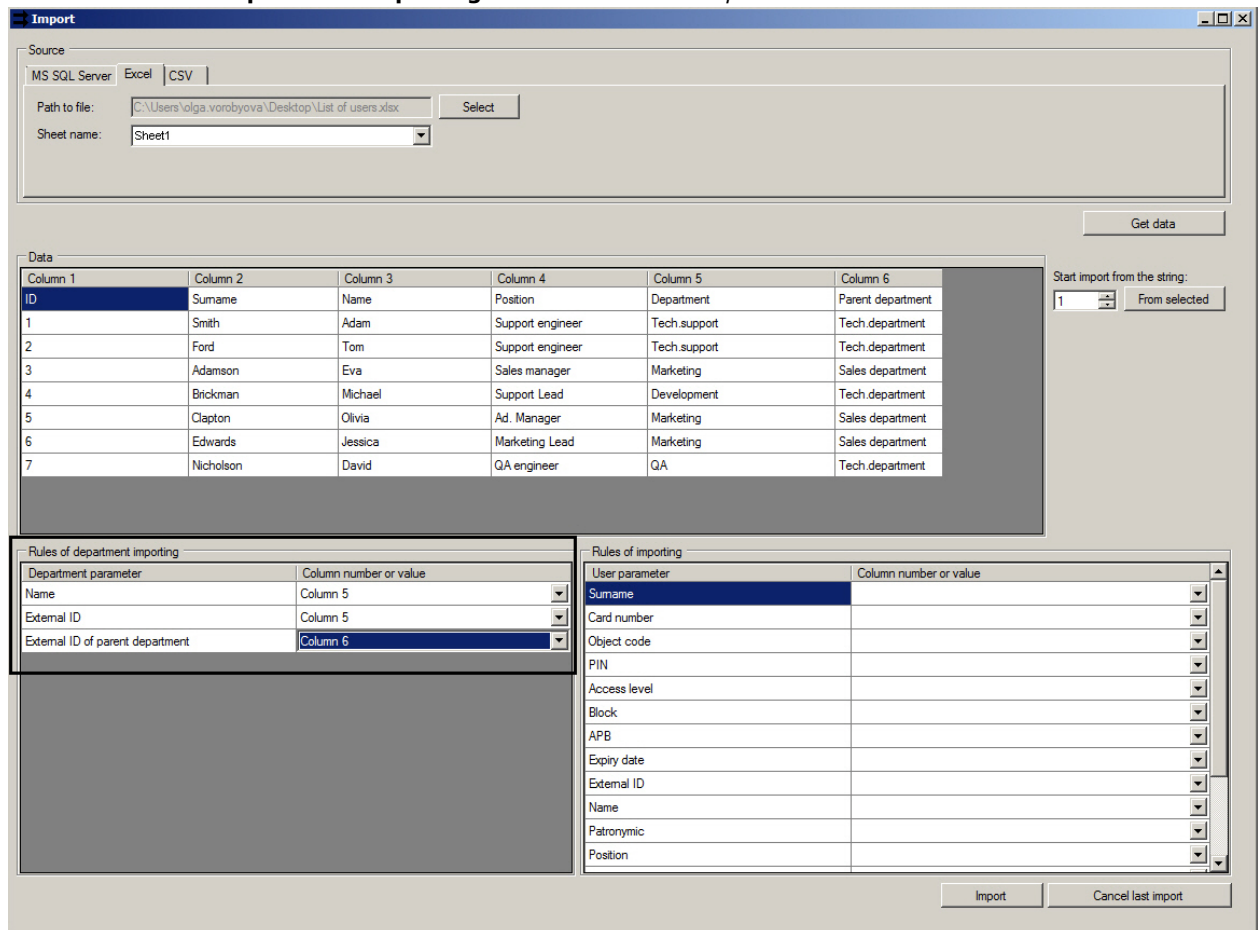 Import
Source
MS SQL Server Excel CSV
Path to file: C:\Users\olga.vorobyova\Desktop\List of users.xlsx Select
Sheet name: Sheet1
Get data
Data
Column 1 Column 2 Column 3 Column 4 Column 5 Column 6
ID Surname Name Position Department Parent department
1 Smith Adam Support engineer Tech.support Tech.department
2 Ford Tom Support engineer Tech.support Tech.department
3 Adamson Eva Sales manager Marketing Sales department
4 Brickman Michael Support Lead Development Tech.department
5 Clapton Olivia Ad. Manager Marketing Sales department
6 Edwards Jessica Marketing Lead Marketing Sales department
7 Nicholson David QA engineer QA Tech.department
Start import from the string:
1 From selected
Rules of department importing
Department parameter Column number or value
Name Column 5
External ID Column 5
External ID of parent department Column 6
Rules of importing
User parameter Column number or value
Surname
Card number
Object code
PIN
Access level
Block
APB
Expiry date
External ID
Name
Patronymic
Position
Import Cancel last import